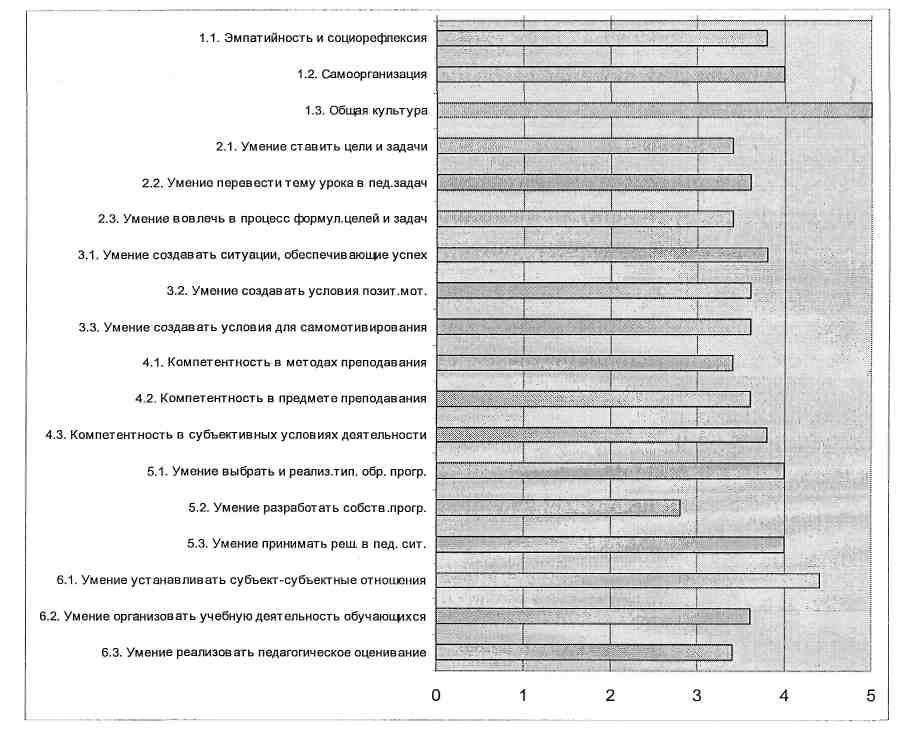 1.1. Эмпатийность и социорефлексия
1.2. Самоорганизация
1.3. Общая культура
2.1. Умение ставить цели и задачи
2.2. Умение перевести тему урока в пед.задач
2.3. Умение вовлечь в процесс формул.целей и задач
3.1. Умение создавать ситуации, обеспечивающие успех
3.2. Умение создавать условия позит.мот.
3.3. Умение создавать условия для самомотивирования
4.1. Компетентность в методах преподавания
4.2. Компетентность в предмете преподавания
4.3. Компетентность в субъективных условиях деятельности
5.1. Умение выбрать и реализ.тип. обр. прогр.
5.2. Умение разработать собств.прогр.
5.3. Умение принимать реш. в пед. сит.
6.1. Умение устанавливать субъект-субъектные отношения
6.2. Умение организовать учебную деятельность обучающихся
6.3. Умение реализовать педагогическое оценивание
0 1 2 3 4 5